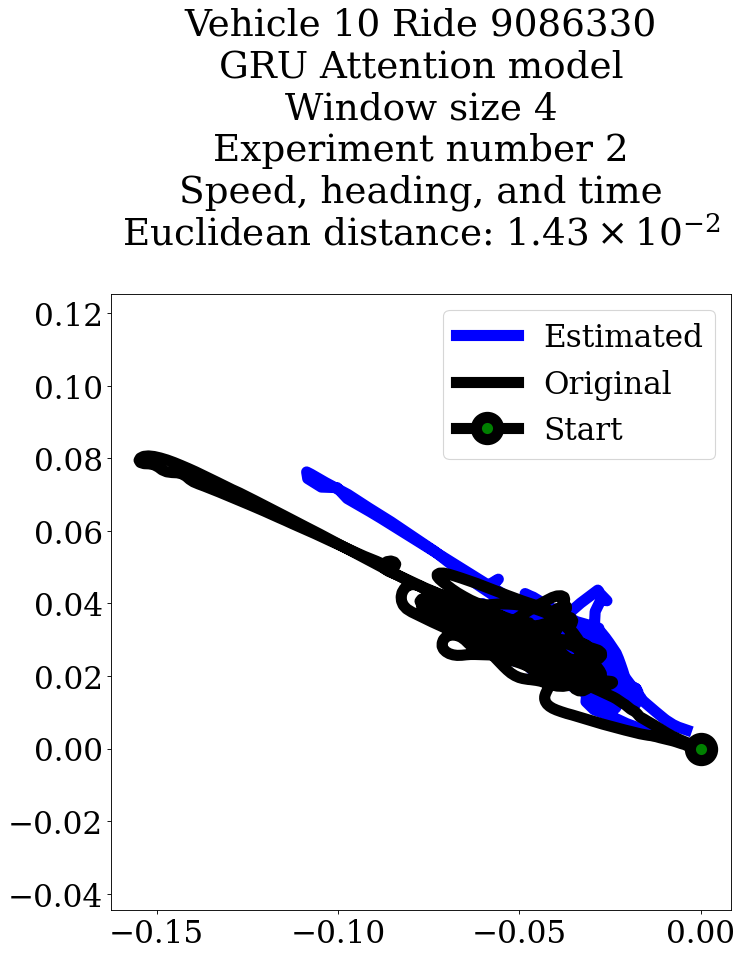 Vehicle 10 Ride 9086330
GRU Attention model
Window size 4
Experiment number 2
Speed, heading, and time
Euclidean distance: 1.43 × 10⁻²
Estimated
Original
Start
0.12
0.10
0.08
0.06
0.04
0.02
0.00
−0.02
−0.04
−0.15
−0.10
−0.05
0.00